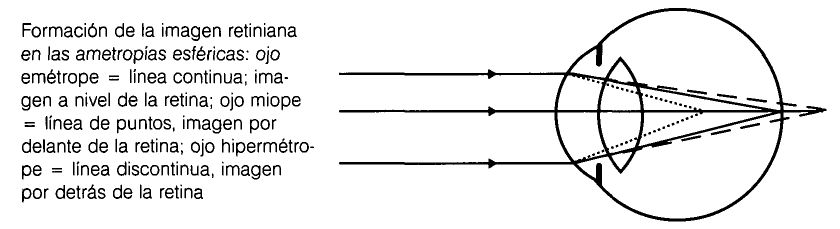 Formación de la imagen retiniana
en las ametropías esféricas: ojo
emétrope = línea continua; ima-
gen a nivel de la retina; ojo miope
= línea de puntos, imagen por
delante de la retina; ojo hipermétro-
pe = línea discontinua, imagen
por detrás de la retina